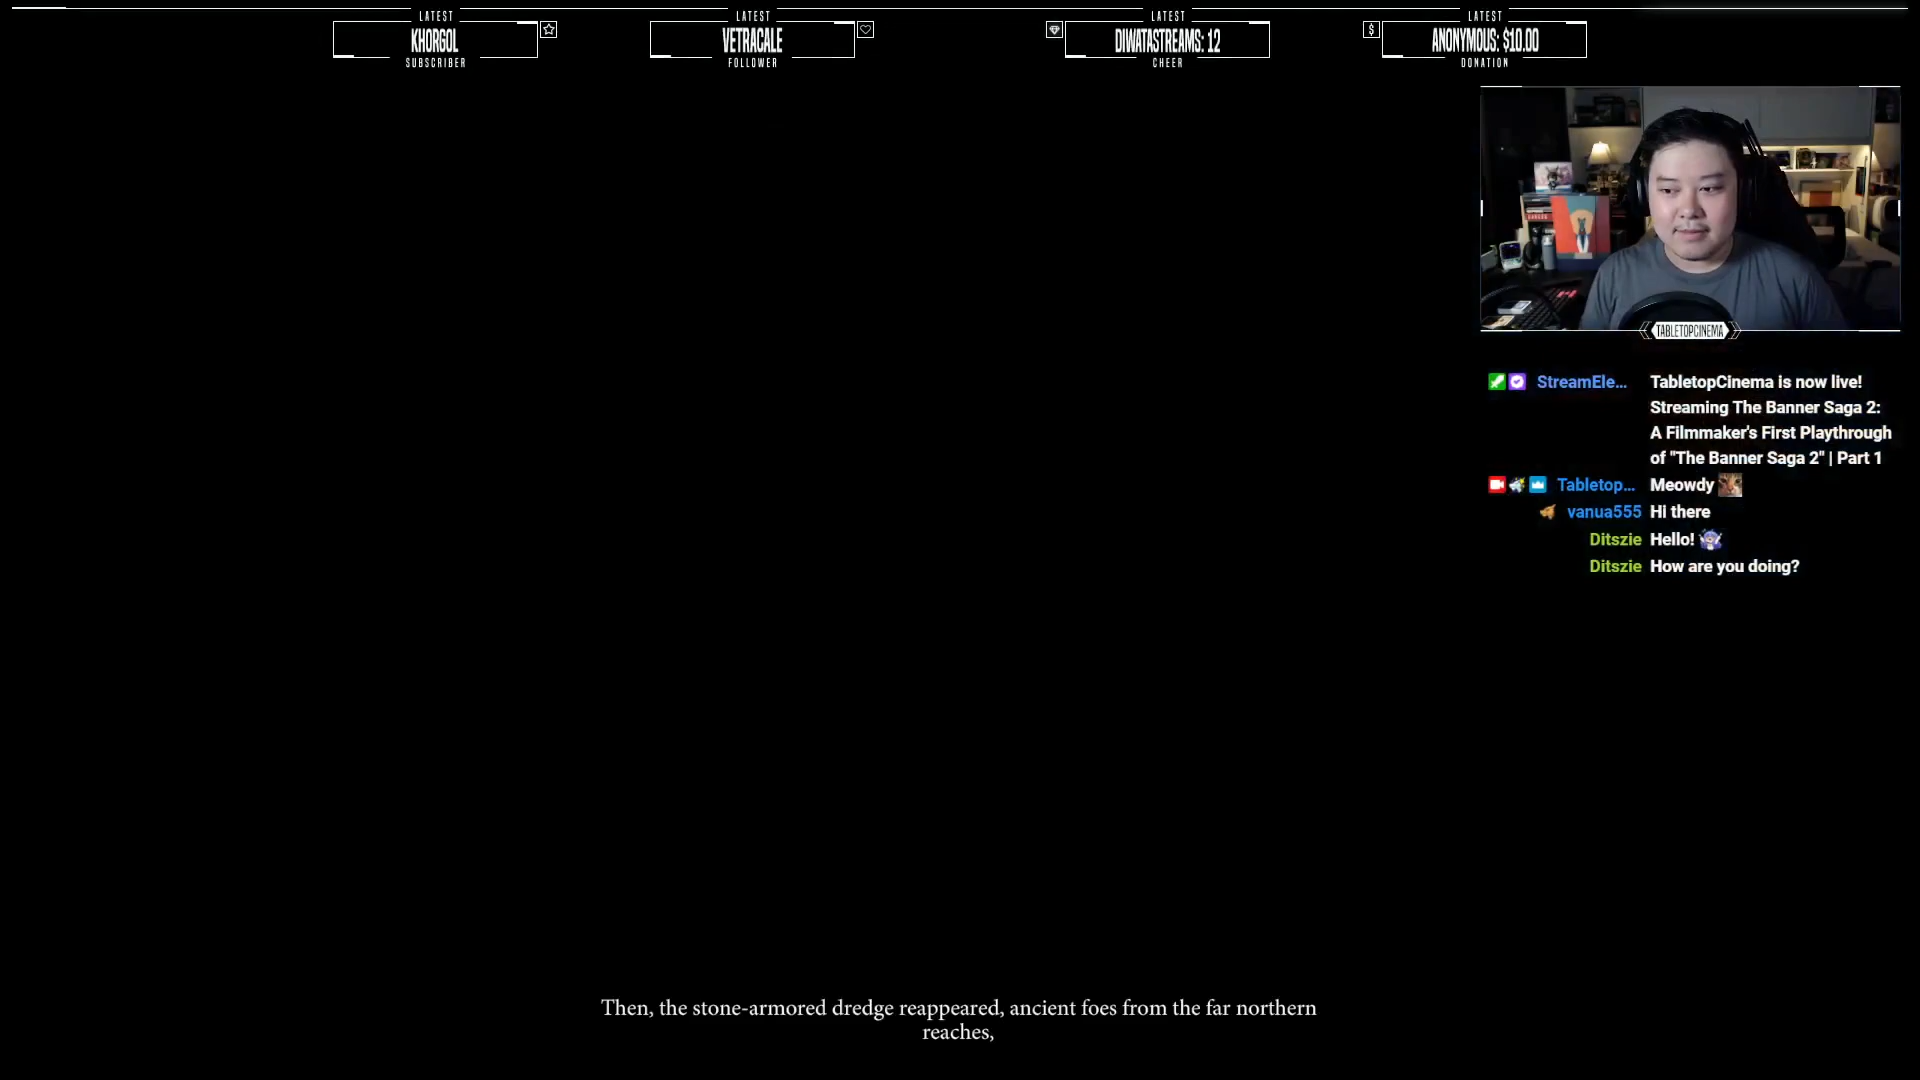 LATEST
KHORGOL
SUBSCRIBER
LATEST
VETRACALE
FOLLOWER
LATEST
DIWATASTREAMS: 12
CHEER
LATEST
ANONYMOUS: $10.00
DONATION
TABLETOPCINEMA
StreamEle... TabletopCinema is now live!
Streaming The Banner Saga 2:
A Filmmaker's First Playthrough
of "The Banner Saga 2" | Part 1
Tabletop... Meowdy
vanua555 Hi there
Ditszie Hello!
Ditszie How are you doing?
Then, the stone-armored dredge reappeared, ancient foes from the far northern
reaches,